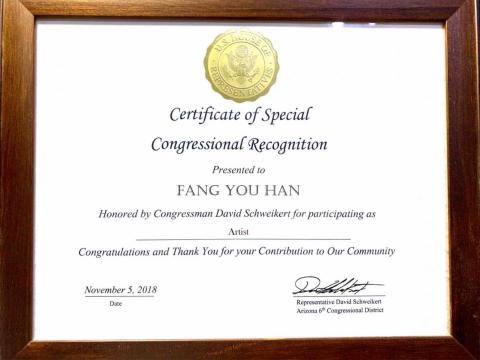 U.S. HOUSE OF REPRESENTATIVES
Certificate of Special
Congressional Recognition
Presented to
FANG YOU HAN
Honored by Congressman David Schweikert for participating as
Artist
Congratulations and Thank You for your Contribution to Our Community
November 5, 2018
Date
Representative David Schweikert
Arizona 6th Congressional District